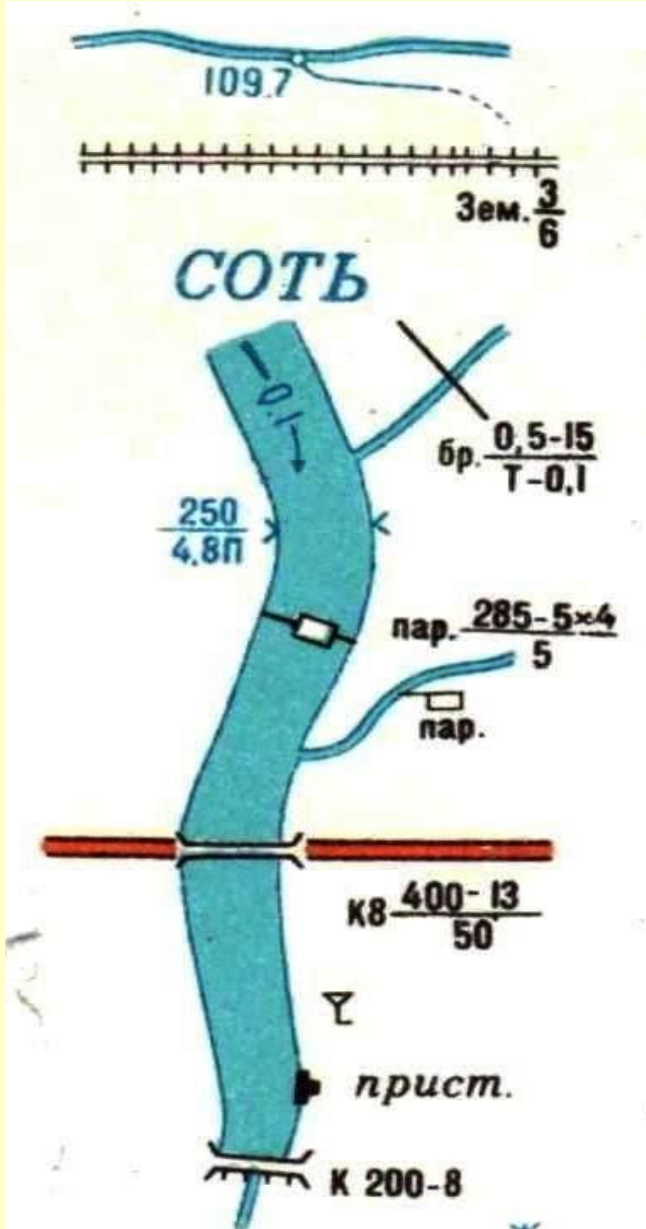 109.7
Зем. 3/6
СОТЬ
0.1
бр. 0,5-15/Т-0,1
250/4.8П
пар. 285-5×4/5
пар.
К8 400-13/50
прист.
К 200-8